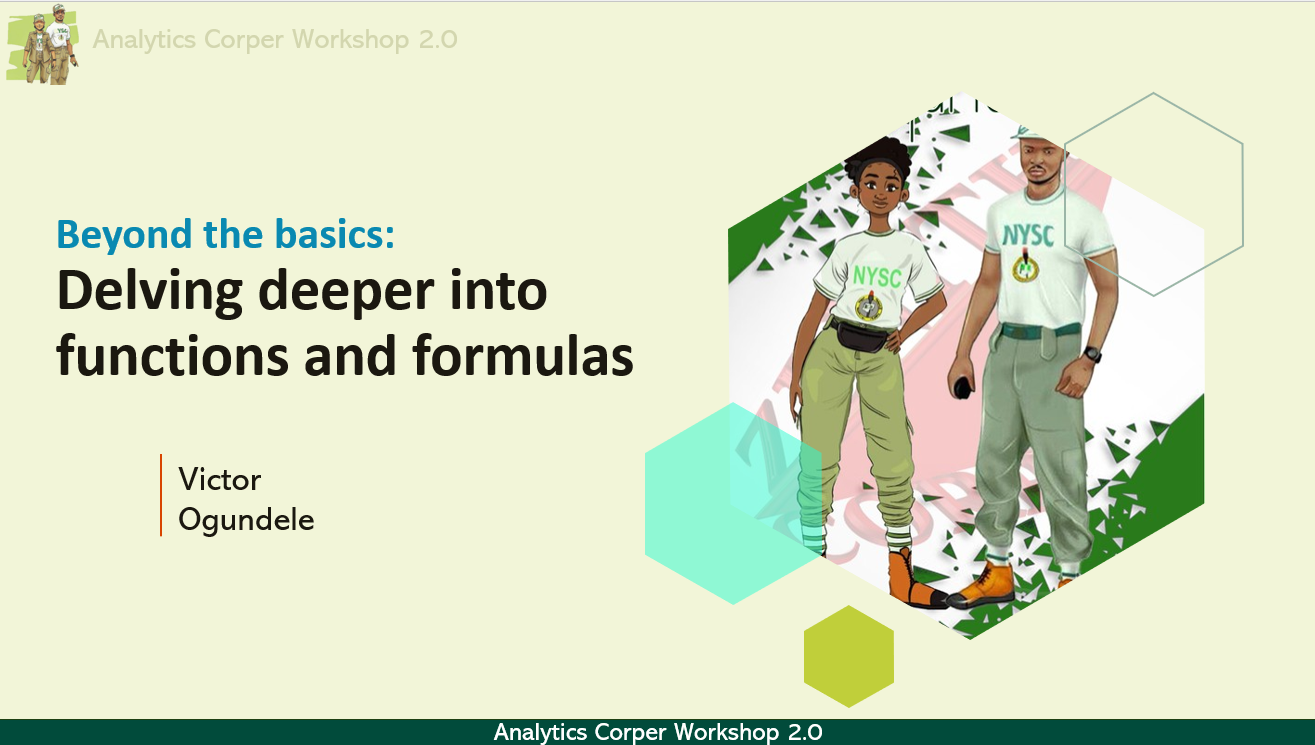 Analytics Corper Workshop 2.0
Beyond the basics:
Delving deeper into
functions and formulas
Victor
Ogundele
NYSC
NYSC
Analytics Corper Workshop 2.0